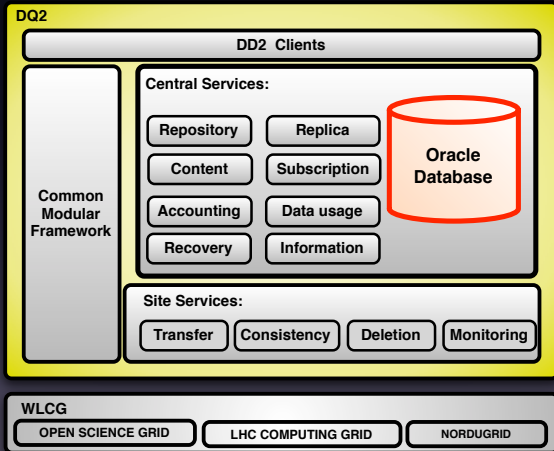 DQ2
DD2 Clients
Common
Modular
Framework
Central Services:
Repository
Replica
Content
Subscription
Accounting
Data usage
Recovery
Information
Oracle
Database
Site Services:
Transfer
Consistency
Deletion
Monitoring
WLCG
OPEN SCIENCE GRID
LHC COMPUTING GRID
NORDUGRID